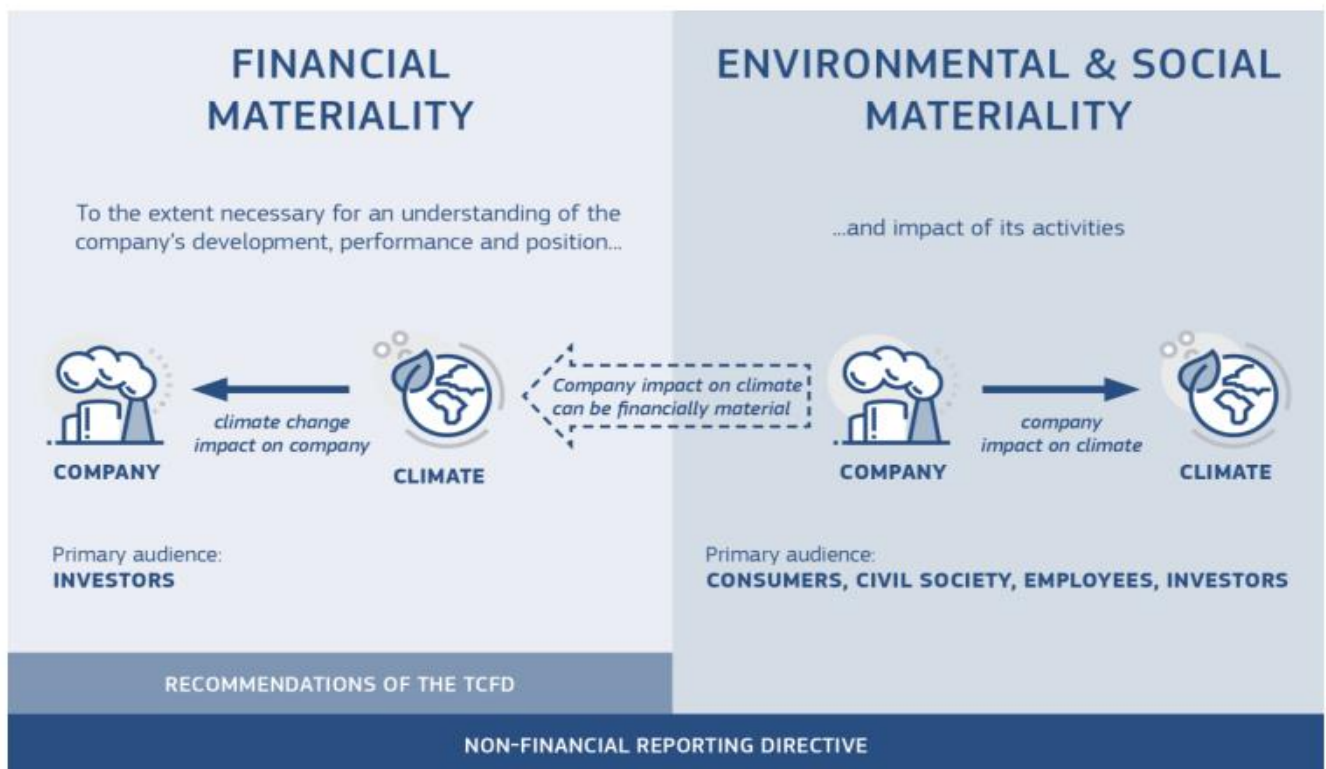 FINANCIAL
MATERIALITY
To the extent necessary for an understanding of the
company's development, performance and position...
climate change
impact on company
COMPANY
CLIMATE
Primary audience:
INVESTORS
RECOMMENDATIONS OF THE TCFD
Company impact on climate
can be financially material
ENVIRONMENTAL & SOCIAL
MATERIALITY
...and impact of its activities
company
impact on climate
COMPANY
CLIMATE
Primary audience:
CONSUMERS, CIVIL SOCIETY, EMPLOYEES, INVESTORS
NON-FINANCIAL REPORTING DIRECTIVE